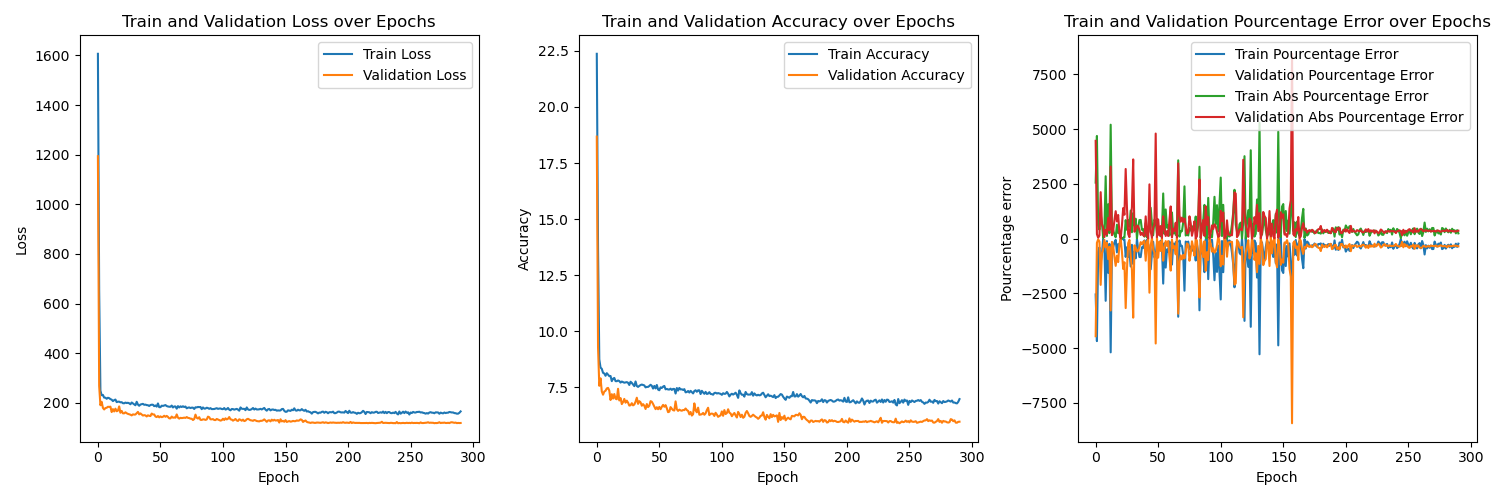 Train and Validation Loss over Epochs
Train Loss
Validation Loss
1600
1400
1200
1000
800
600
400
200
Loss
0
50
100
150
200
250
300
Epoch
Train and Validation Accuracy over Epochs
Train Accuracy
Validation Accuracy
22.5
20.0
17.5
15.0
12.5
10.0
7.5
Accuracy
0
50
100
150
200
250
300
Epoch
Train and Validation Pourcentage Error over Epochs
Train Pourcentage Error
Validation Pourcentage Error
Train Abs Pourcentage Error
Validation Abs Pourcentage Error
7500
5000
2500
0
−2500
−5000
−7500
Pourcentage error
0
50
100
150
200
250
300
Epoch